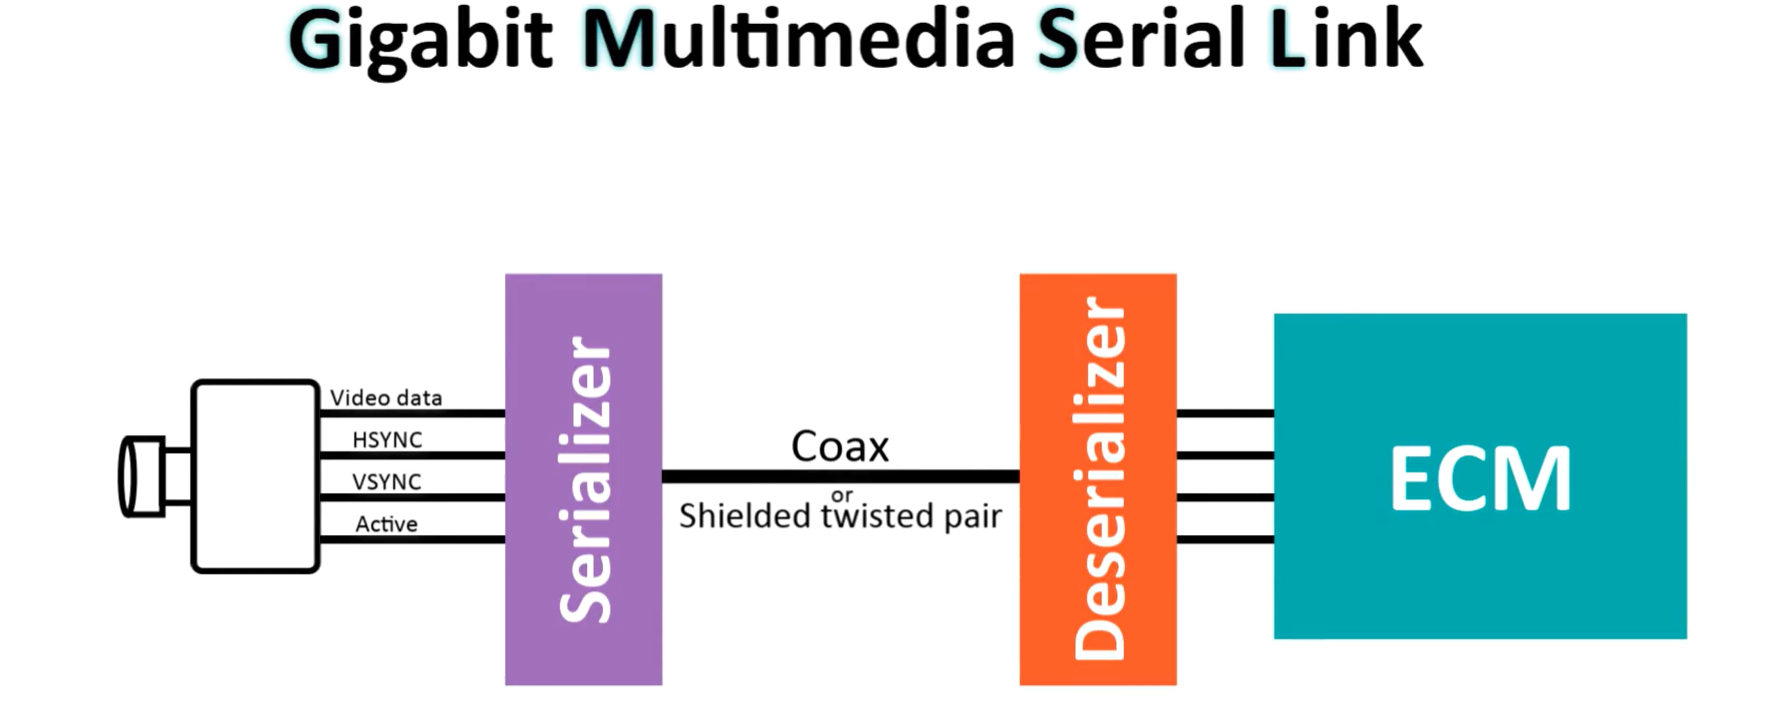 Gigabit Multimedia Serial Link
Video data
HSYNC
VSYNC
Active
Serializer
Coax
or
Shielded twisted pair
Deserializer
ECM